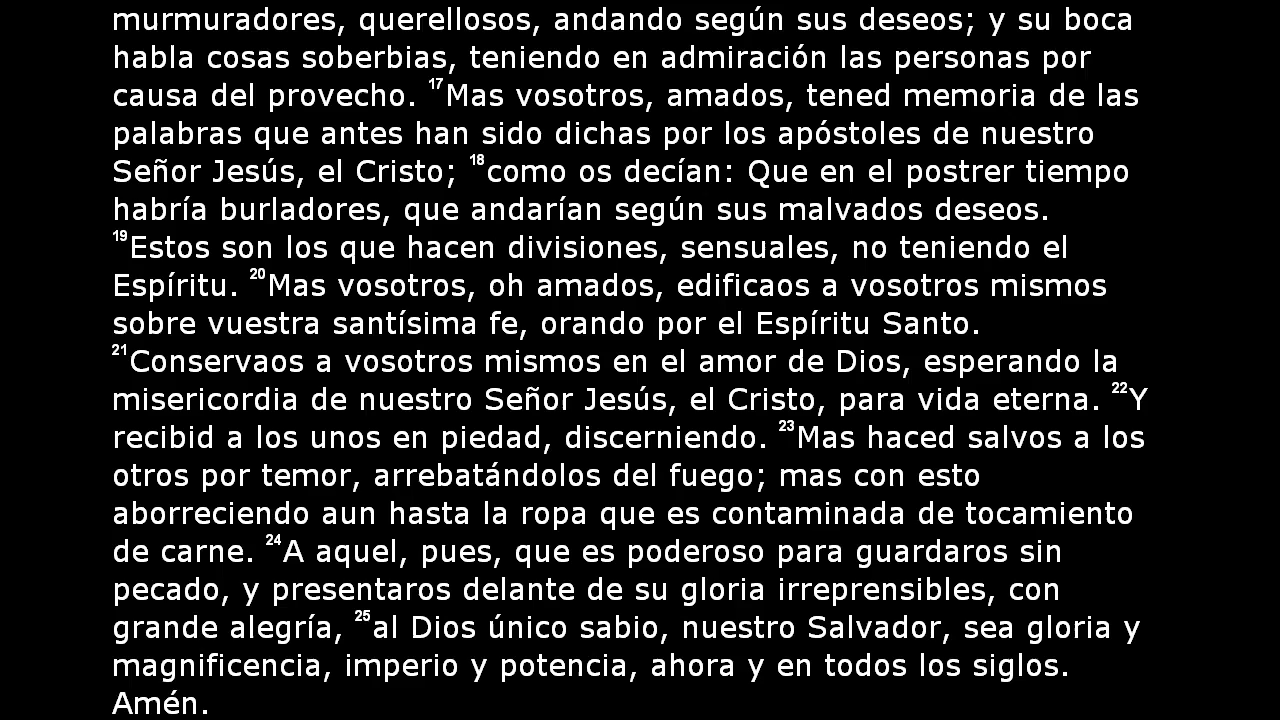 murmuradores, querellosos, andando según sus deseos; y su boca
habla cosas soberbias, teniendo en admiración las personas por
causa del provecho. 17Mas vosotros, amados, tened memoria de las
palabras que antes han sido dichas por los apóstoles de nuestro
Señor Jesús, el Cristo; 18como os decían: Que en el postrer tiempo
habría burladores, que andarían según sus malvados deseos.
19Estos son los que hacen divisiones, sensuales, no teniendo el
Espíritu. 20Mas vosotros, oh amados, edificaos a vosotros mismos
sobre vuestra santísima fe, orando por el Espíritu Santo.
21Conservaos a vosotros mismos en el amor de Dios, esperando la
misericordia de nuestro Señor Jesús, el Cristo, para vida eterna. 22Y
recibid a los unos en piedad, discerniendo. 23Mas haced salvos a los
otros por temor, arrebatándolos del fuego; mas con esto
aborreciendo aun hasta la ropa que es contaminada de tocamiento
de carne. 24A aquel, pues, que es poderoso para guardaros sin
pecado, y presentaros delante de su gloria irreprensibles, con
grande alegría, 25al Dios único sabio, nuestro Salvador, sea gloria y
magnificencia, imperio y potencia, ahora y en todos los siglos.
Amén.